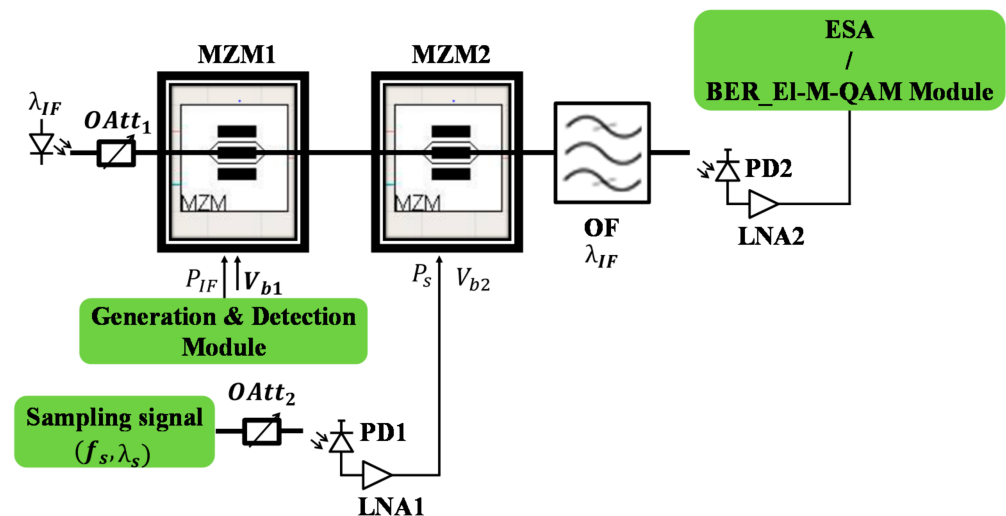 ESA
/
BER_El-M-QAM Module
MZM1
MZM2
λIF
OAtt1
MZM
MZM
PD2
LNA2
OF
λIF
PIF
Vb1
Ps
Vb2
Generation & Detection
Module
OAtt2
Sampling signal
(fs,λs)
PD1
LNA1